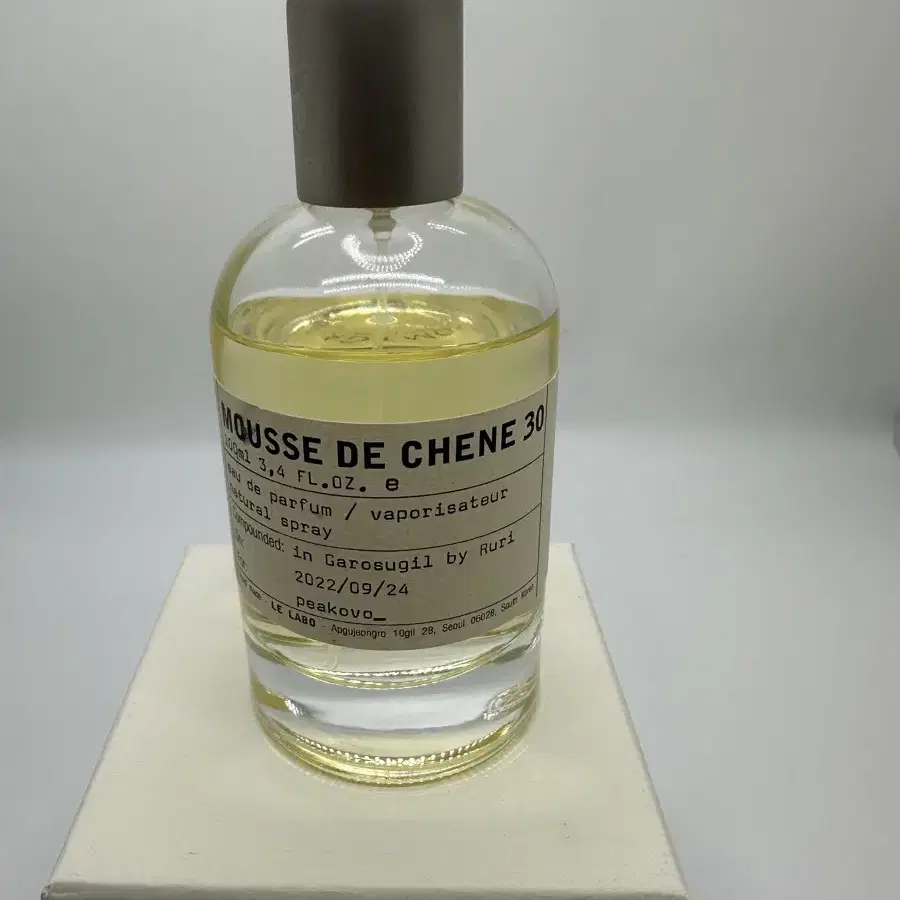 MOUSSE DE CHENE 30
100ml 3,4 FL.OZ. e
eau de parfum / vaporisateur
natural spray
Compounded: in Garosugil by Ruri
2022/09/24
For: peakovo_
LE LABO - Apgujeongro 10gil 28, Seoul 06028, South Korea